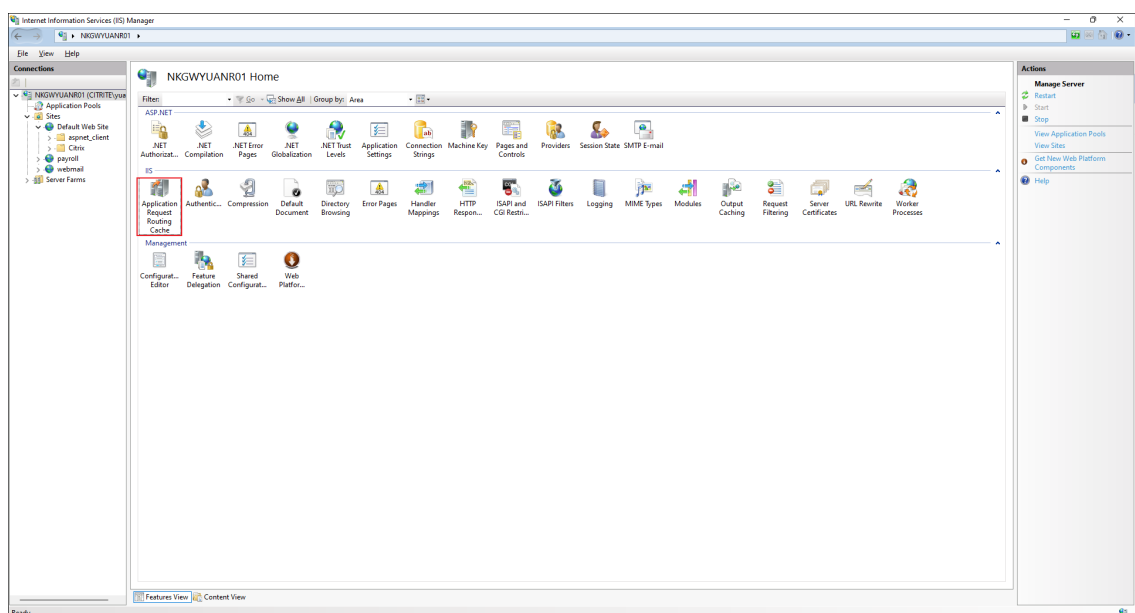 Internet Information Services (IIS) Manager
NKGWYUANR01
File View Help
Connections
NKGWYUANR01 (CITRITE\yua
Application Pools
Sites
Default Web Site
aspnet_client
Citrix
payroll
webmail
Server Farms
NKGWYUANR01 Home
Filter: Go Show All Group by: Area
ASP.NET
.NET Authorizat...
.NET Compilation
.NET Error Pages
.NET Globalization
.NET Trust Levels
Application Settings
Connection Strings
Machine Key
Pages and Controls
Providers
Session State
SMTP E-mail
IIS
Application Request Routing Cache
Authentic...
Compression
Default Document
Directory Browsing
Error Pages
Handler Mappings
HTTP Respon...
ISAPI and CGI Restri...
ISAPI Filters
Logging
MIME Types
Modules
Output Caching
Request Filtering
Server Certificates
URL Rewrite
Worker Processes
Management
Configurat... Editor
Feature Delegation
Shared Configurat...
Web Platfor...
Features View Content View
Actions
Manage Server
Restart
Start
Stop
View Application Pools
View Sites
Get New Web Platform
Components
Help
Ready